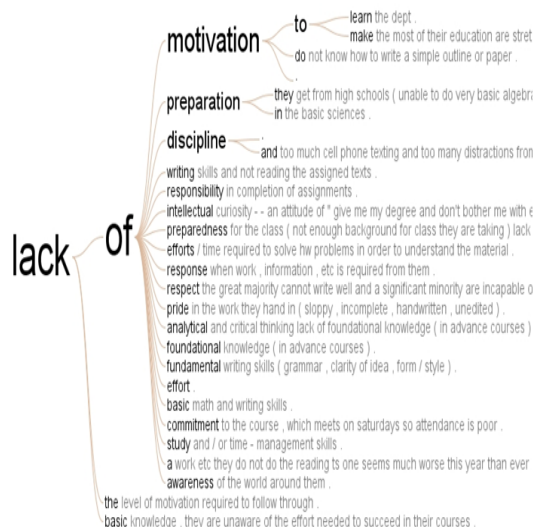 lack
of
motivation
to
learn the dept .
make the most of their education are stret
do not know how to write a simple outline or paper .
.
preparation
they get from high schools ( unable to do very basic algebra
in the basic sciences .
discipline
.
and too much cell phone texting and too many distractions from
writing skills and not reading the assigned texts .
responsibility in completion of assignments .
intellectual curiosity - - an attitude of " give me my degree and don't bother me with e
preparedness for the class ( not enough background for class they are taking ) lack
efforts / time required to solve hw problems in order to understand the material .
response when work , information , etc is required from them .
respect the great majority cannot write well and a significant minority are incapable o
pride in the work they hand in ( sloppy , incomplete , handwritten , unedited ) .
analytical and critical thinking lack of foundational knowledge ( in advance courses )
foundational knowledge ( in advance courses ) .
fundamental writing skills ( grammar , clarity of idea , form / style ) .
effort .
basic math and writing skills .
commitment to the course , which meets on saturdays so attendance is poor .
study and / or time - management skills .
a work etc they do not do the reading ts one seems much worse this year than ever
awareness of the world around them .
the level of motivation required to follow through .
basic knowledge . they are unaware of the effort needed to succeed in their courses .